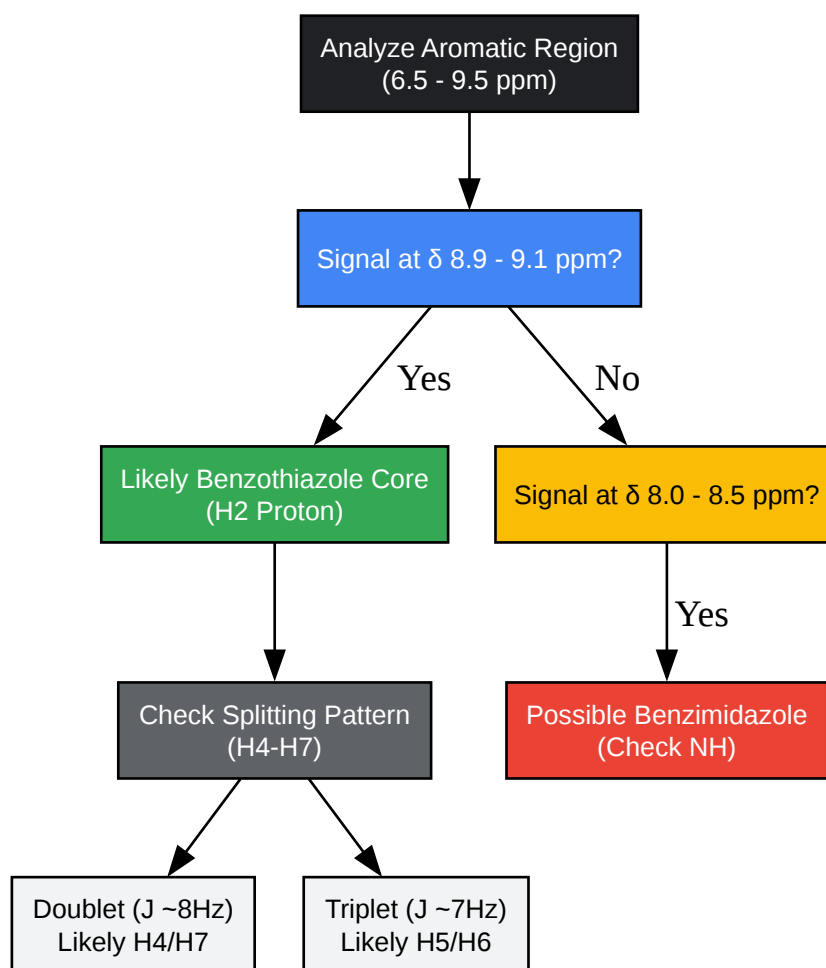 Analyze Aromatic Region
(6.5 - 9.5 ppm)
Signal at δ 8.9 - 9.1 ppm?
Yes
No
Likely Benzothiazole Core
(H2 Proton)
Signal at δ 8.0 - 8.5 ppm?
Yes
Check Splitting Pattern
(H4-H7)
Possible Benzimidazole
(Check NH)
Doublet (J ~8Hz)
Likely H4/H7
Triplet (J ~7Hz)
Likely H5/H6